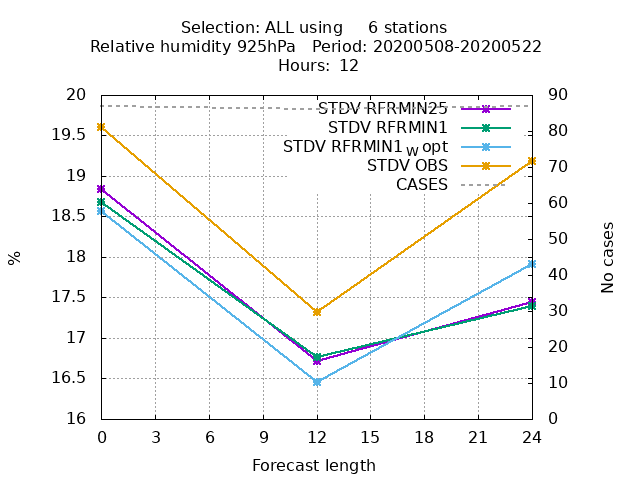 Selection: ALL using     6 stations
Relative humidity 925hPa   Period: 20200508-20200522
Hours: 12
20
19.5
19
18.5
18
17.5
17
16.5
16
%
STDV RFRMIN25
STDV RFRMIN1
STDV RFRMIN1_W opt
STDV OBS
CASES
90
80
70
60
50
40
30
20
10
0
No cases
0 3 6 9 12 15 18 21 24
Forecast length